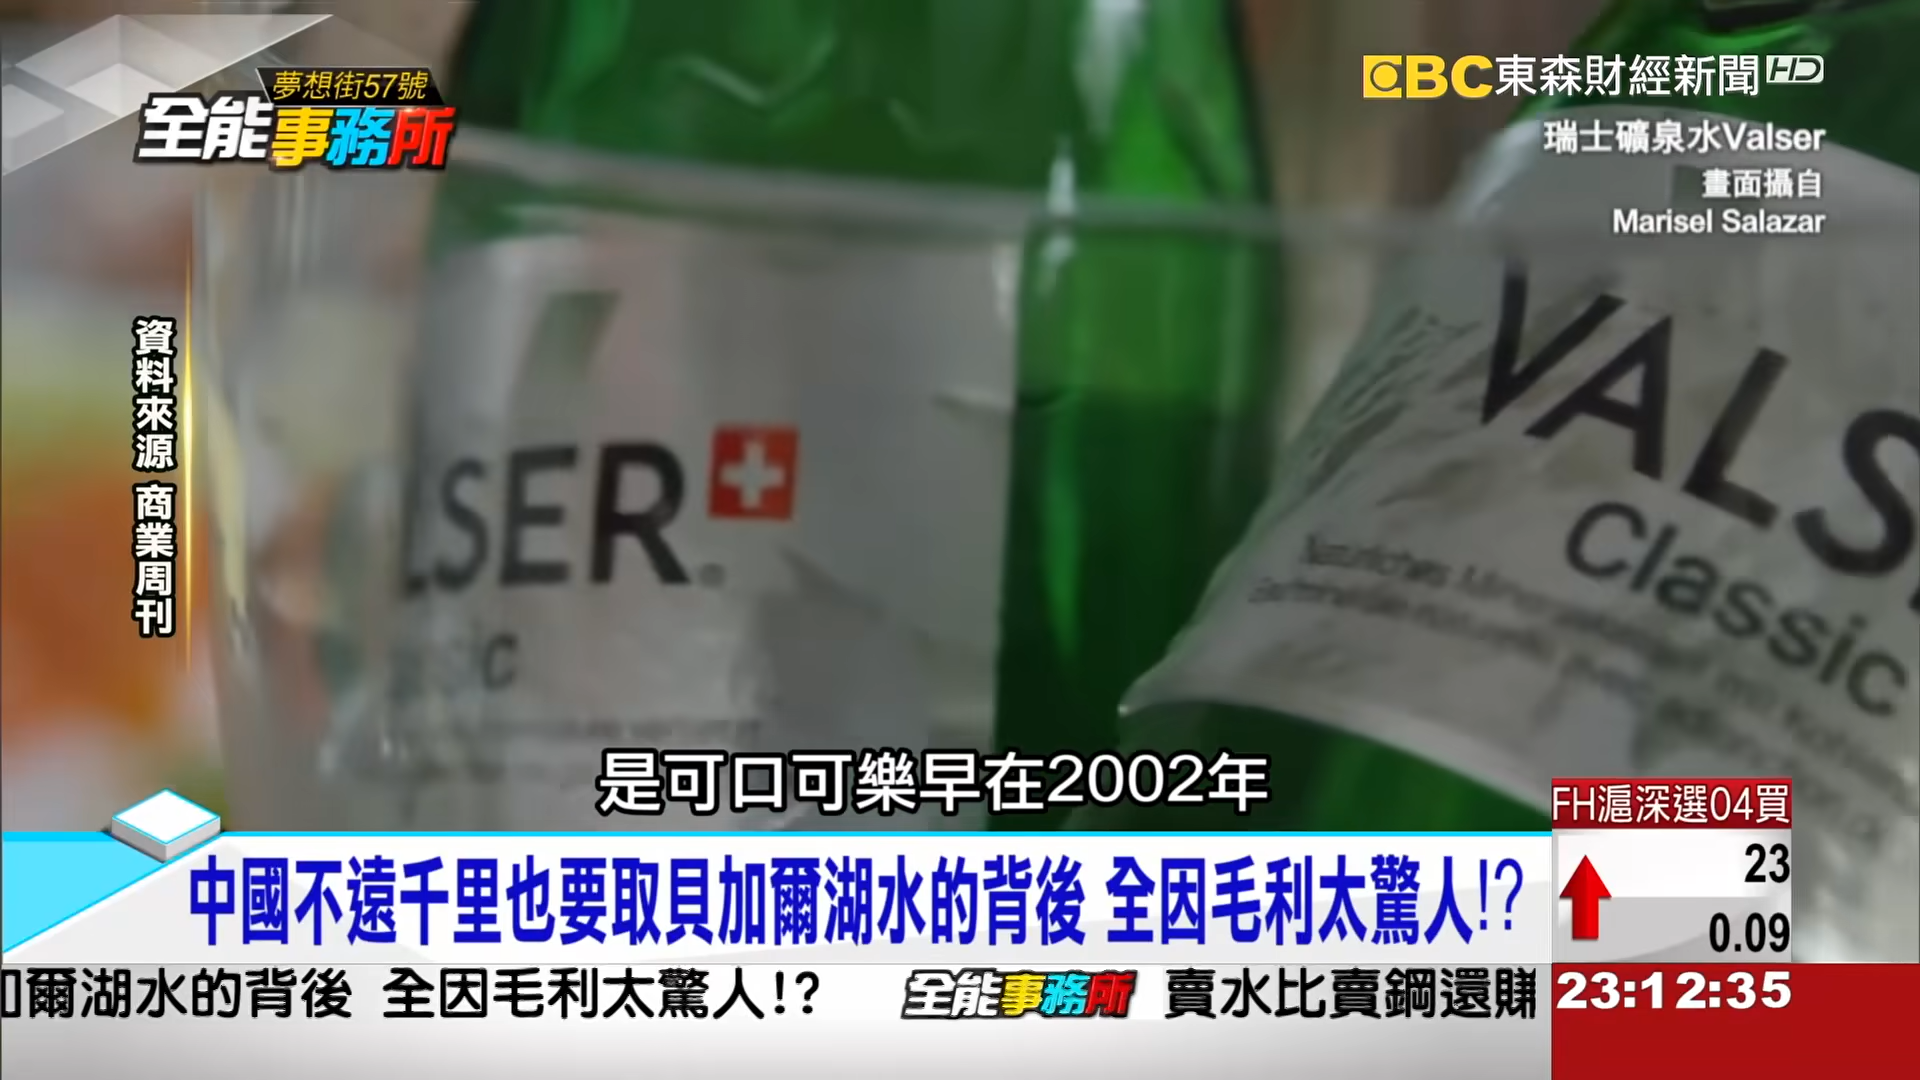 夢想街57號
全能事務所
EBC東森財經新聞HD
瑞士礦泉水Valser
畫面攝自
Marisel Salazar
資料來源 商業周刊
LSER
VALS
Classic
是可口可樂早在2002年
FH滬深選04買
23
0.09
中國不遠千里也要取貝加爾湖水的背後 全因毛利太驚人!?
加爾湖水的背後 全因毛利太驚人!? 全能事務所 賣水比賣鋼還賺
23:12:35